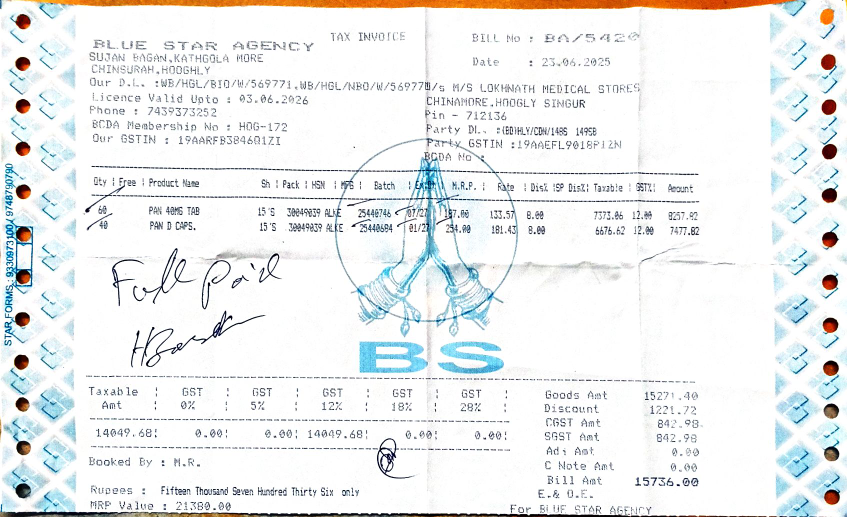 TAX INVOICE
BLUE STAR AGENCY
SUJAN BAGAN,KATHGOLA MORE
CHINSURAH,HOOGHLY
Our D.L. :WB/HGL/BIO/W/569771,WB/HGL/NBO/W/56977
Licence Valid Upto : 03.06.2026
Phone : 7439373252
BCDA Membership No : HOG-172
Our GSTIN : 19AARFB3846Q1ZI
BILL No : BA/5420
Date : 23.06.2025
M/s M/S LOKHNATH MEDICAL STORES
CHINAMORE.HOOGLY SINGUR
Pin - 712136
Party DL. :(BD)HLY/CDN/148S 149SB
Party GSTIN :19AAEFL9018P1ZN
BCDA No :
Qty | Free | Product Name Sh | Pack | HSN | MFG Batch | Exp. | M.R.P. | Rate | Dis% |SP Dis%| Taxable| GST%| Amount
60 PAN 40MG TAB 15'S 30049039 ALKE 25440746 07/27 187.00 133.57 8.00 7373.06 12.00 8257.82
40 PAN D CAPS. 15'S 30049039 ALKE 25440684 01/27 254.00 181.43 8.00 6676.62 12.00 7477.82
Full Paid
BS
Taxable | GST | GST | GST | GST | GST
Amt | 0% | 5% | 12% | 18% | 28%
14049.68| 0.00| 0.00| 14049.68| 0.00| 0.00|
Goods Amt 15271.40
Discount 1221.72
CGST Amt 842.98
SGST Amt 842.98
Adj Amt 0.00
C Note Amt 0.00
Bill Amt 15736.00
E.& O.E.
Booked By : M.R.
Rupees : Fifteen Thousand Seven Hundred Thirty Six only
MRP Value : 21380.00
For BLUE STAR AGENCY
STAR FORMS : 9330973100 / 9748790790